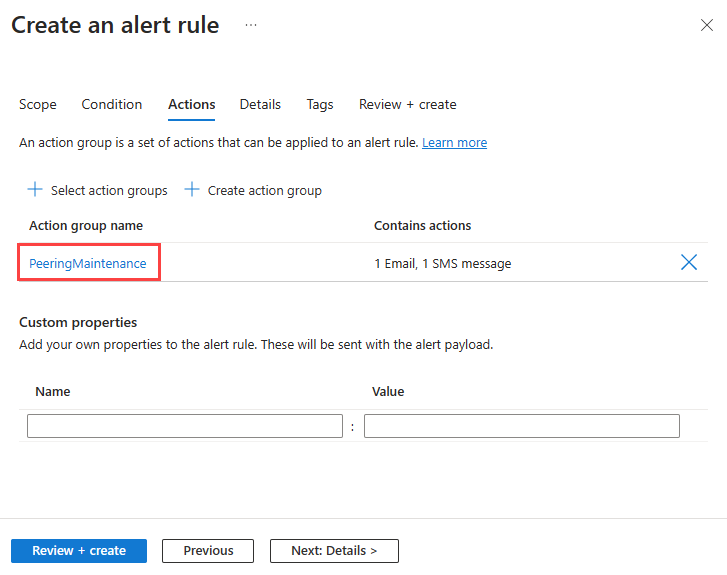 Create an alert rule ...
Scope Condition Actions Details Tags Review + create
An action group is a set of actions that can be applied to an alert rule. Learn more
+ Select action groups + Create action group
Action group name Contains actions
PeeringMaintenance 1 Email, 1 SMS message
Custom properties
Add your own properties to the alert rule. These will be sent with the alert payload.
Name Value
:
Review + create Previous Next: Details >